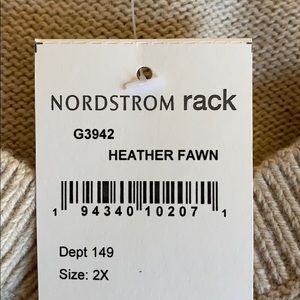 NORDSTROM rack
G3942
HEATHER FAWN
1 94340 10207 1
Dept 149
Size: 2X